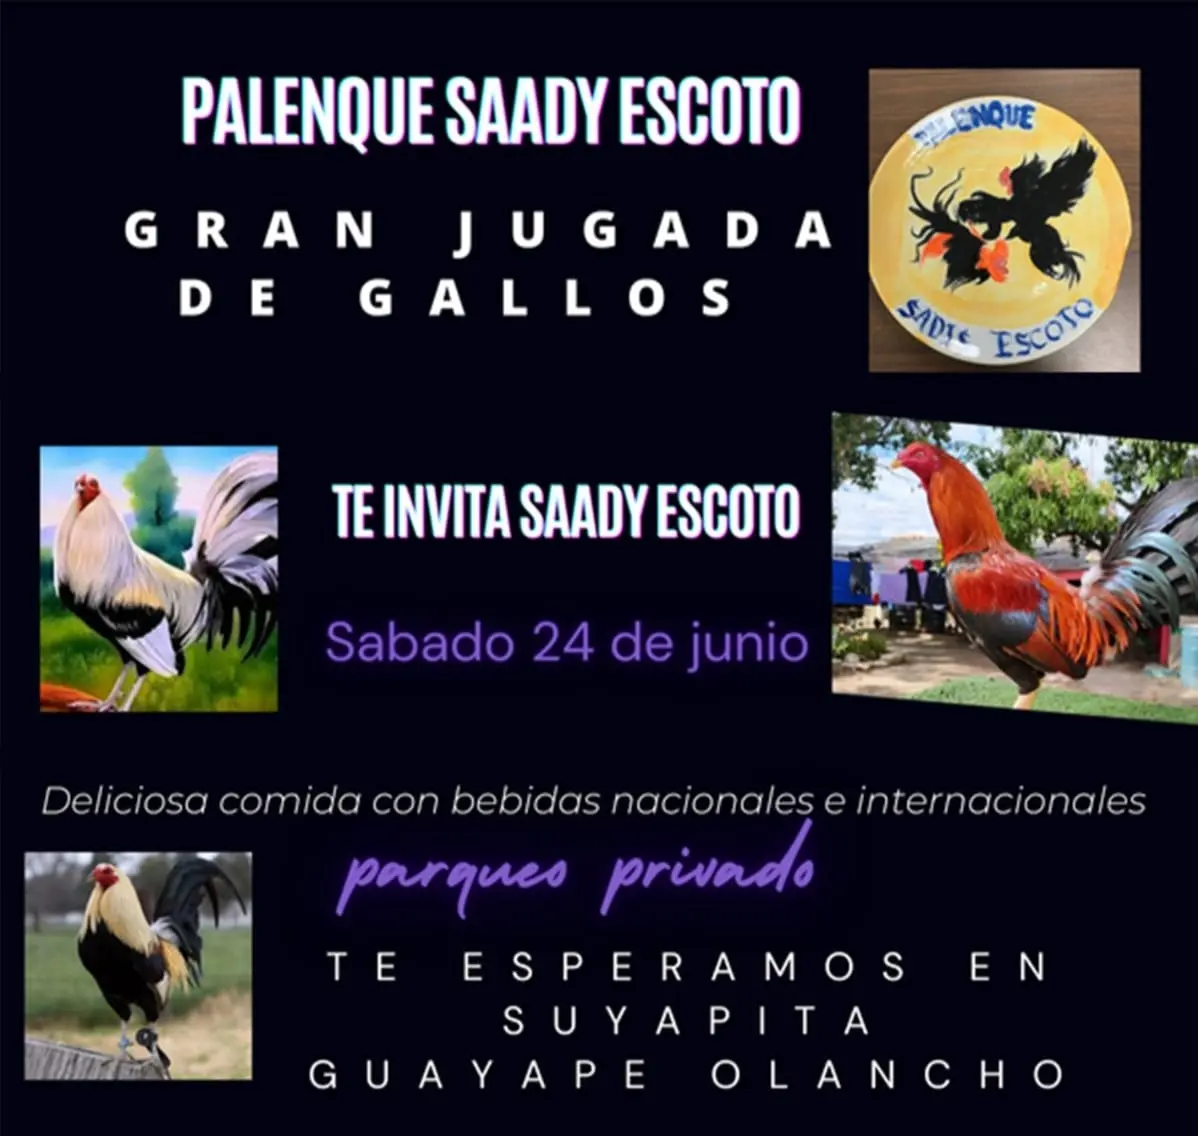 PALENQUE SAADY ESCOTO
GRAN JUGADA
DE GALLOS
PALENQUE
SADIS ESCOTO
TE INVITA SAADY ESCOTO
Sabado 24 de junio
Deliciosa comida con bebidas nacionales e internacionales
parqueo privado
TE ESPERAMOS EN
SUYAPITA
GUAYAPE OLANCHO